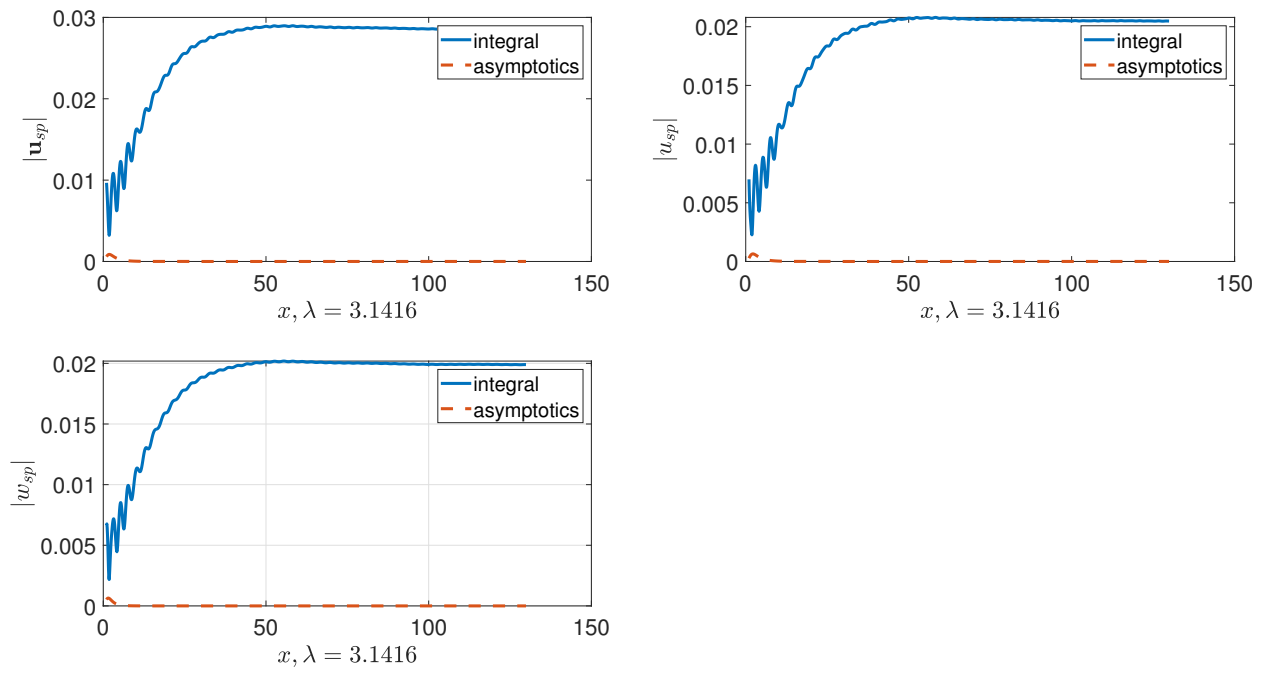 0.03
0.02
0.01
0
|u_sp|
integral
asymptotics
0 50 100 150
x, λ = 3.1416
0.02
0.015
0.01
0.005
0
|u_sp|
integral
asymptotics
0 50 100 150
x, λ = 3.1416
0.02
0.015
0.01
0.005
0
|w_sp|
integral
asymptotics
0 50 100 150
x, λ = 3.1416